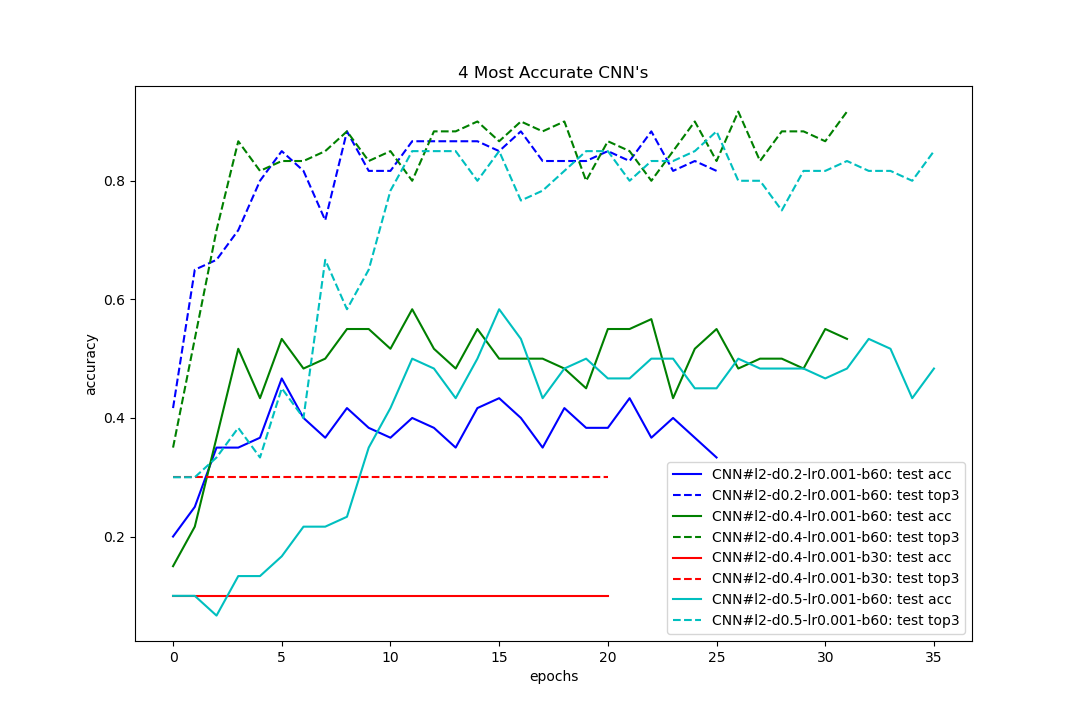 4 Most Accurate CNN's
accuracy
0.8
0.6
0.4
0.2
CNN#l2-d0.2-lr0.001-b60: test acc
CNN#l2-d0.2-lr0.001-b60: test top3
CNN#l2-d0.4-lr0.001-b60: test acc
CNN#l2-d0.4-lr0.001-b60: test top3
CNN#l2-d0.4-lr0.001-b30: test acc
CNN#l2-d0.4-lr0.001-b30: test top3
CNN#l2-d0.5-lr0.001-b60: test acc
CNN#l2-d0.5-lr0.001-b60: test top3
0 5 10 15 20 25 30 35
epochs